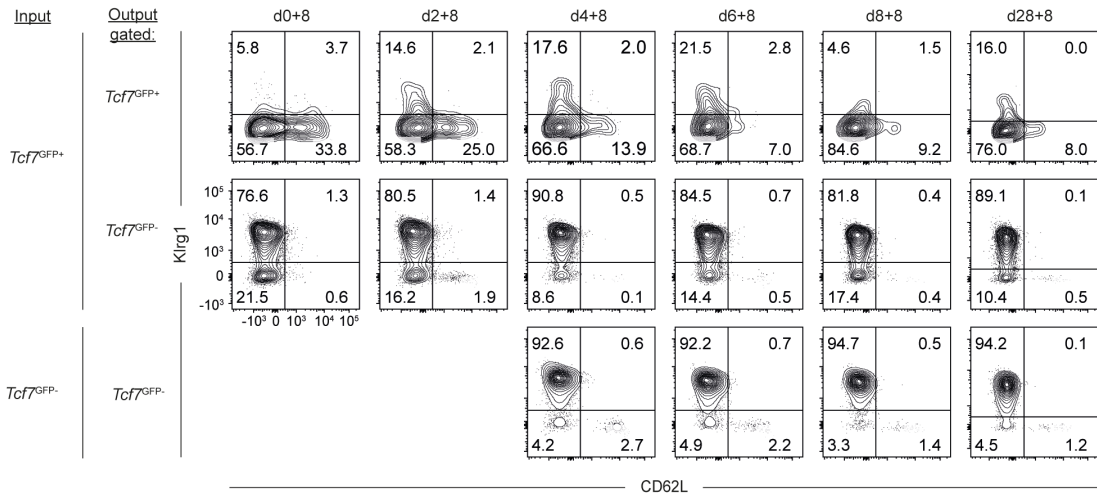 Input Output gated: d0+8 d2+8 d4+8 d6+8 d8+8 d28+8
5.8 3.7 14.6 2.1 17.6 2.0 21.5 2.8 4.6 1.5 16.0 0.0
Tcf7GFP+
Tcf7GFP+
56.7 33.8 58.3 25.0 66.6 13.9 68.7 7.0 84.6 9.2 76.0 8.0
76.6 1.3 80.5 1.4 90.8 0.5 84.5 0.7 81.8 0.4 89.1 0.1
10⁵
10⁴
Tcf7GFP-
Klrg1
10³
0
-10³
21.5 0.6 16.2 1.9 8.6 0.1 14.4 0.5 17.4 0.4 10.4 0.5
-10³ 0 10³ 10⁴ 10⁵
92.6 0.6 92.2 0.7 94.7 0.5 94.2 0.1
Tcf7GFP- Tcf7GFP-
4.2 2.7 4.9 2.2 3.3 1.4 4.5 1.2
CD62L